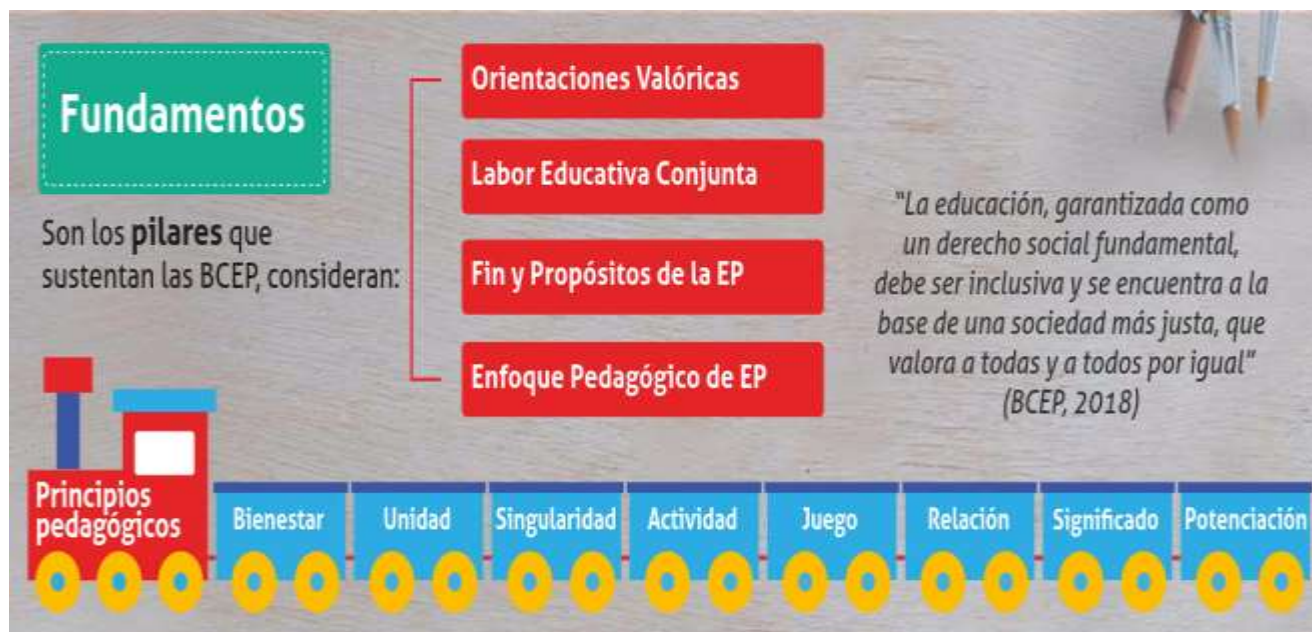 Fundamentos
Son los pilares que
sustentan las BCEP, consideran:
Orientaciones Valóricas
Labor Educativa Conjunta
Fin y Propósitos de la EP
Enfoque Pedagógico de EP
"La educación, garantizada como
un derecho social fundamental,
debe ser inclusiva y se encuentra a la
base de una sociedad más justa, que
valora a todas y a todos por igual"
(BCEP, 2018)
Principios
pedagógicos
Bienestar
Unidad
Singularidad
Actividad
Juego
Relación
Significado
Potenciación